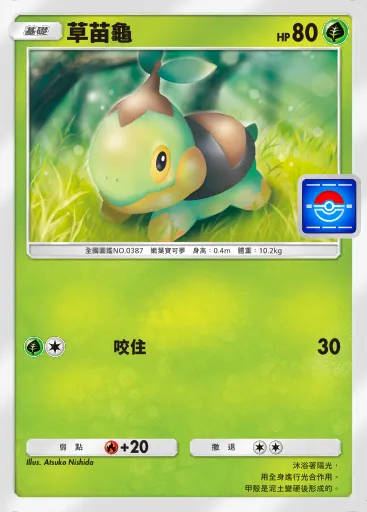 基礎
草苗龜
HP 80
全國圖鑑NO.0387 嫩葉寶可夢 身高：0.4m 體重：10.2kg
咬住 30
弱點 +20
撤退
Illus. Atsuko Nishida
沐浴著陽光，
用全身進行光合作用。
甲殼是泥土變硬後形成的。